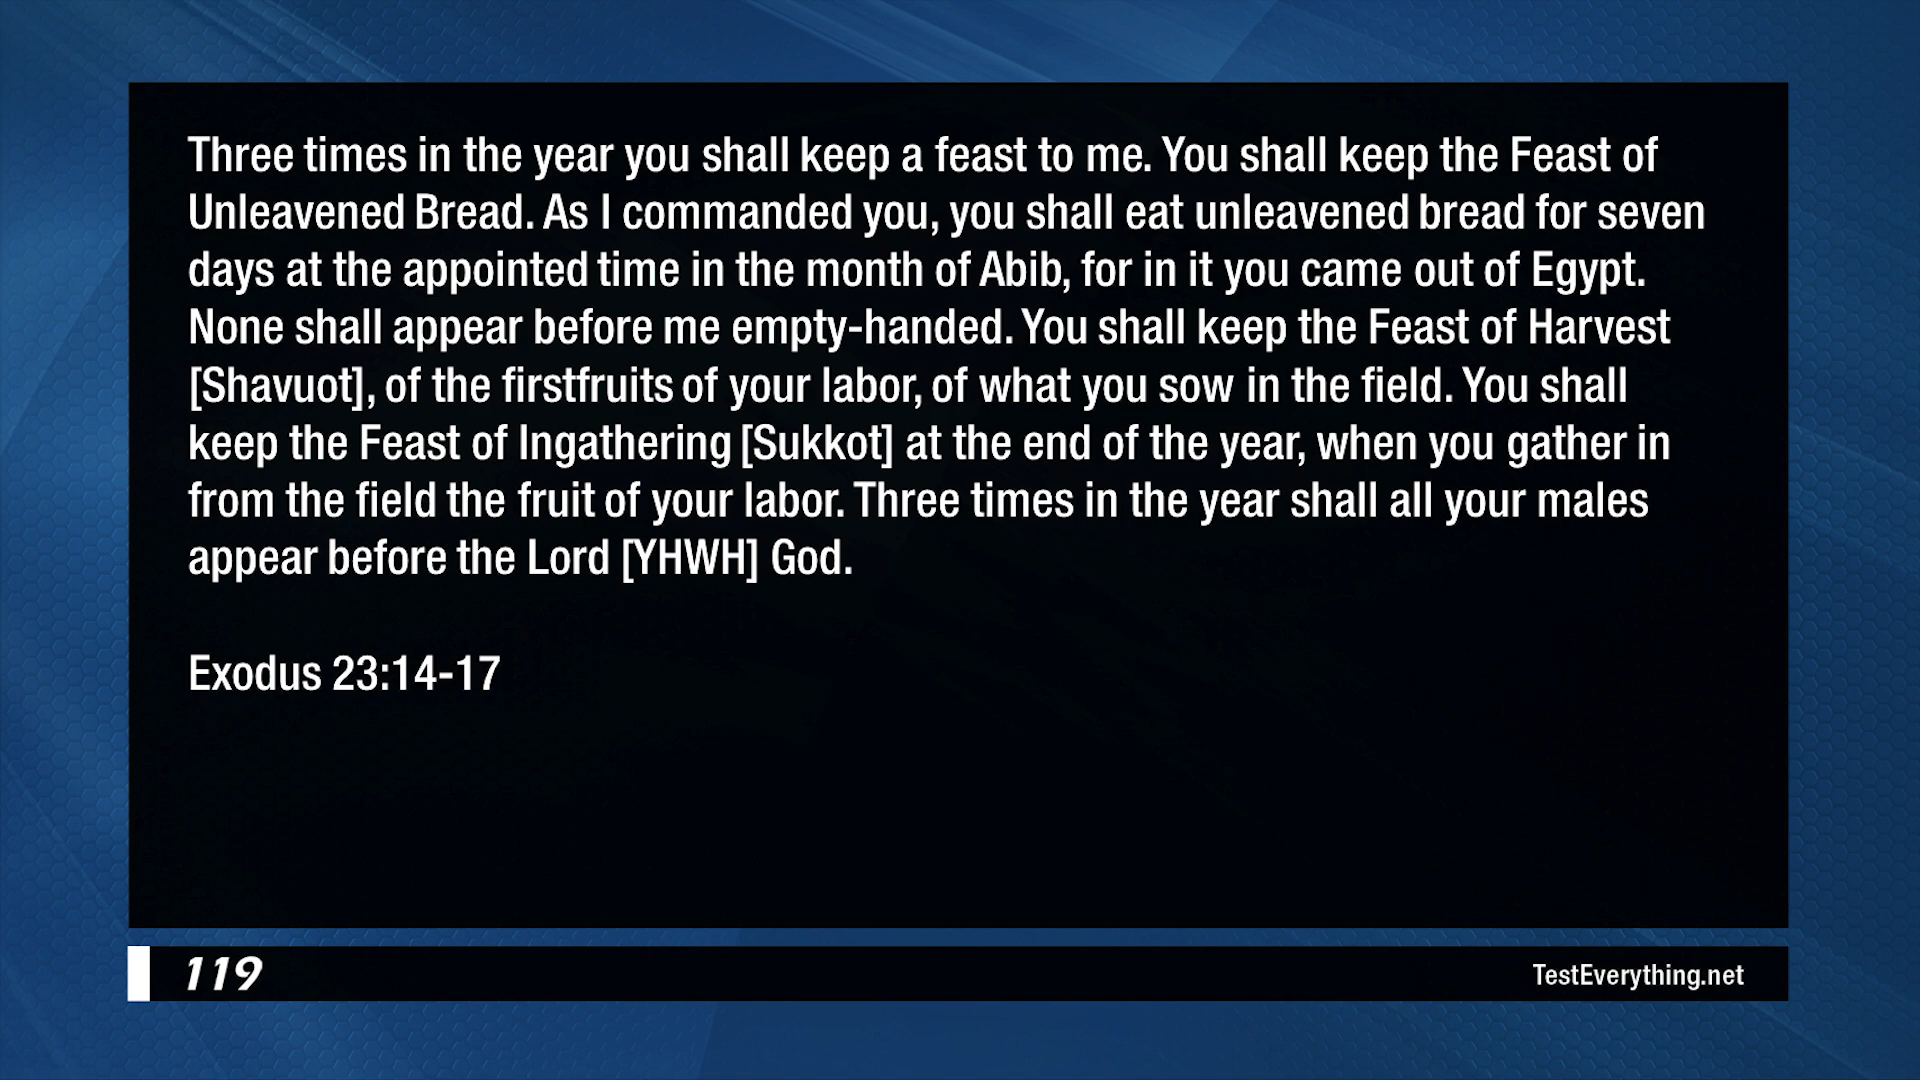 Three times in the year you shall keep a feast to me. You shall keep the Feast of
Unleavened Bread. As I commanded you, you shall eat unleavened bread for seven
days at the appointed time in the month of Abib, for in it you came out of Egypt.
None shall appear before me empty-handed. You shall keep the Feast of Harvest
[Shavuot], of the firstfruits of your labor, of what you sow in the field. You shall
keep the Feast of Ingathering [Sukkot] at the end of the year, when you gather in
from the field the fruit of your labor. Three times in the year shall all your males
appear before the Lord [YHWH] God.
Exodus 23:14-17
119
TestEverything.net